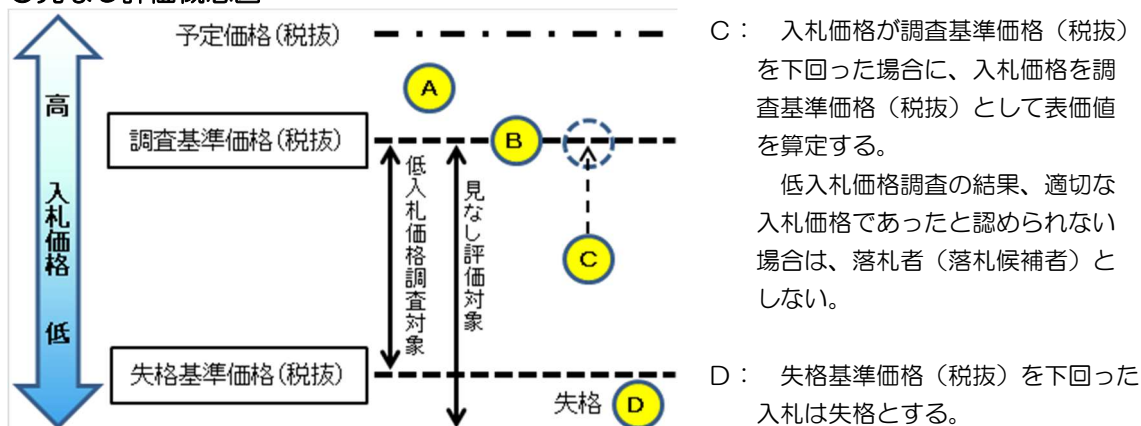 予定価格(税抜)
A
高
調査基準価格(税抜)
B
低入札価格調査対象
見なし評価対象
入札価格
C
低
失格基準価格(税抜)
失格
D
C： 入札価格が調査基準価格（税抜）
を下回った場合に、入札価格を調
査基準価格（税抜）として表価値
を算定する。
低入札価格調査の結果、適切な
入札価格であったと認められない
場合は、落札者（落札候補者）と
しない。
D： 失格基準価格（税抜）を下回った
入札は失格とする。